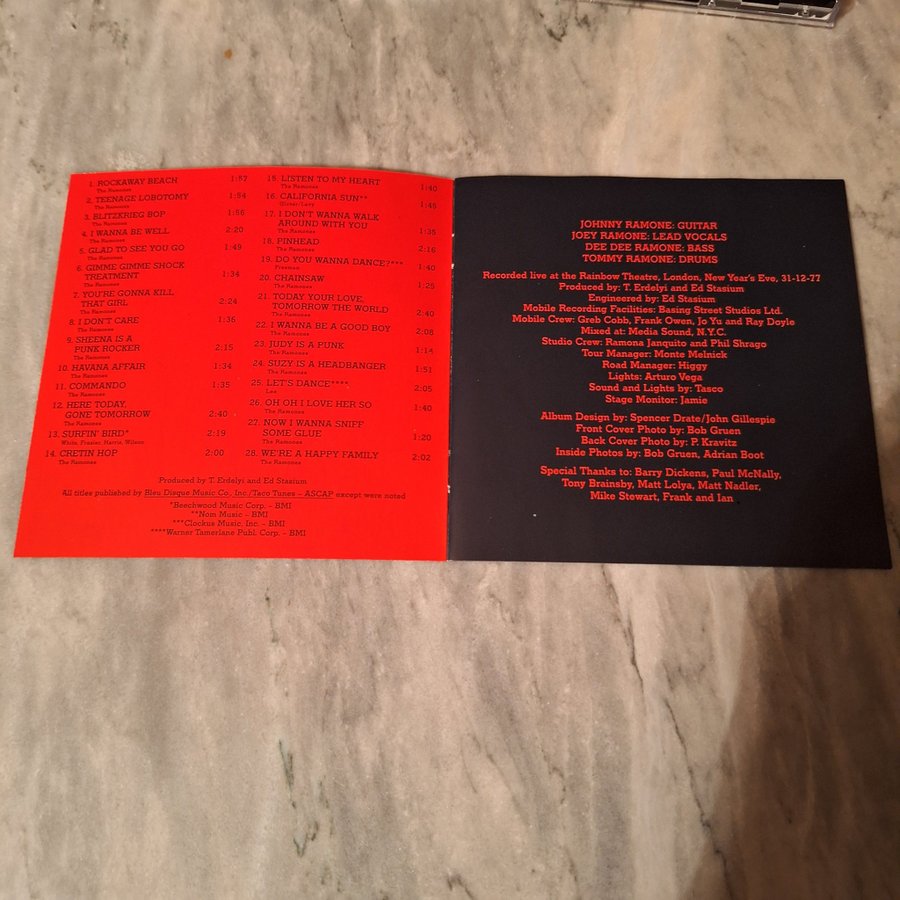 1. ROCKAWAY BEACH 1:57
The Ramones
2. TEENAGE LOBOTOMY 1:54
The Ramones
3. BLITZKRIEG BOP 1:56
The Ramones
4. I WANNA BE WELL 2:20
The Ramones
5. GLAD TO SEE YOU GO 1:49
The Ramones
6. GIMME GIMME SHOCK
TREATMENT 1:34
The Ramones
7. YOU'RE GONNA KILL
THAT GIRL 2:24
The Ramones
8. I DON'T CARE 1:36
The Ramones
9. SHEENA IS A
PUNK ROCKER 2:15
The Ramones
10. HAVANA AFFAIR 1:34
The Ramones
11. COMMANDO 1:35
The Ramones
12. HERE TODAY,
GONE TOMORROW 2:40
The Ramones
13. SURFIN' BIRD* 2:19
White, Frazier, Harris, Wilson
14. CRETIN HOP 2:00
The Ramones
15. LISTEN TO MY HEART 1:40
The Ramones
16. CALIFORNIA SUN** 1:45
Glover/Levy
17. I DON'T WANNA WALK
AROUND WITH YOU 1:35
The Ramones
18. PINHEAD 2:16
The Ramones
19. DO YOU WANNA DANCE?*** 1:40
Freeman
20. CHAINSAW 1:25
The Ramones
21. TODAY YOUR LOVE,
TOMORROW THE WORLD 2:40
The Ramones
22. I WANNA BE A GOOD BOY 2:08
The Ramones
23. JUDY IS A PUNK 1:14
The Ramones
24. SUZY IS A HEADBANGER 1:51
The Ramones
25. LET'S DANCE**** 2:05
Lee
26. OH OH I LOVE HER SO 1:40
The Ramones
27. NOW I WANNA SNIFF
SOME GLUE 1:20
The Ramones
28. WE'RE A HAPPY FAMILY 2:02
The Ramones
Produced by T. Erdelyi and Ed Stasium
All titles published by Bleu Disque Music Co., Inc./Taco Tunes – ASCAP except were noted
*Beechwood Music Corp. – BMI
**Nom Music – BMI
***Clockus Music, Inc. – BMI
****Warner Tamerlane Publ. Corp. – BMI
JOHNNY RAMONE: GUITAR
JOEY RAMONE: LEAD VOCALS
DEE DEE RAMONE: BASS
TOMMY RAMONE: DRUMS
Recorded live at the Rainbow Theatre, London, New Year's Eve, 31-12-77
Produced by: T. Erdelyi and Ed Stasium
Engineered by: Ed Stasium
Mobile Recording Facilities: Basing Street Studios Ltd.
Mobile Crew: Greb Cobb, Frank Owen, Jo Yu and Ray Doyle
Mixed at: Media Sound, N.Y.C.
Studio Crew: Ramona Janquito and Phil Shrago
Tour Manager: Monte Melnick
Road Manager: Higgy
Lights: Arturo Vega
Sound and Lights by: Tasco
Stage Monitor: Jamie
Album Design by: Spencer Drate/John Gillespie
Front Cover Photo by: Bob Gruen
Back Cover Photo by: P. Kravitz
Inside Photos by: Bob Gruen, Adrian Boot
Special Thanks to: Barry Dickens, Paul McNally,
Tony Brainsby, Matt Lolya, Matt Nadler,
Mike Stewart, Frank and Ian